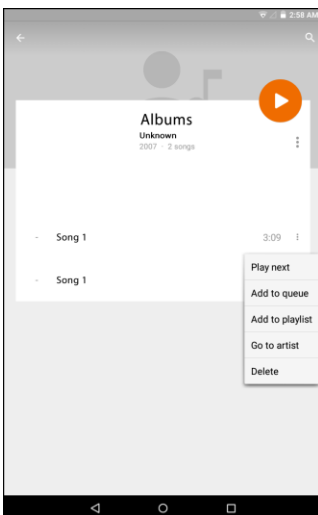 2:58 AM
Albums
Unknown
2007 · 2 songs
- Song 1 3:09
- Song 1
Play next
Add to queue
Add to playlist
Go to artist
Delete